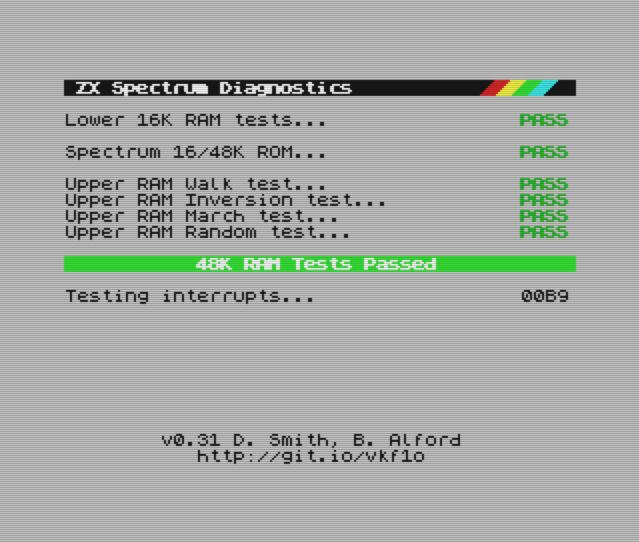 ZX Spectrum Diagnostics
Lower 16K RAM tests... PASS
Spectrum 16/48K ROM... PASS
Upper RAM Walk test... PASS
Upper RAM Inversion test... PASS
Upper RAM March test... PASS
Upper RAM Random test... PASS
48K RAM Tests Passed
Testing interrupts... 00B9
v0.31 D. Smith, B. Alford
http://git.io/vkf1o